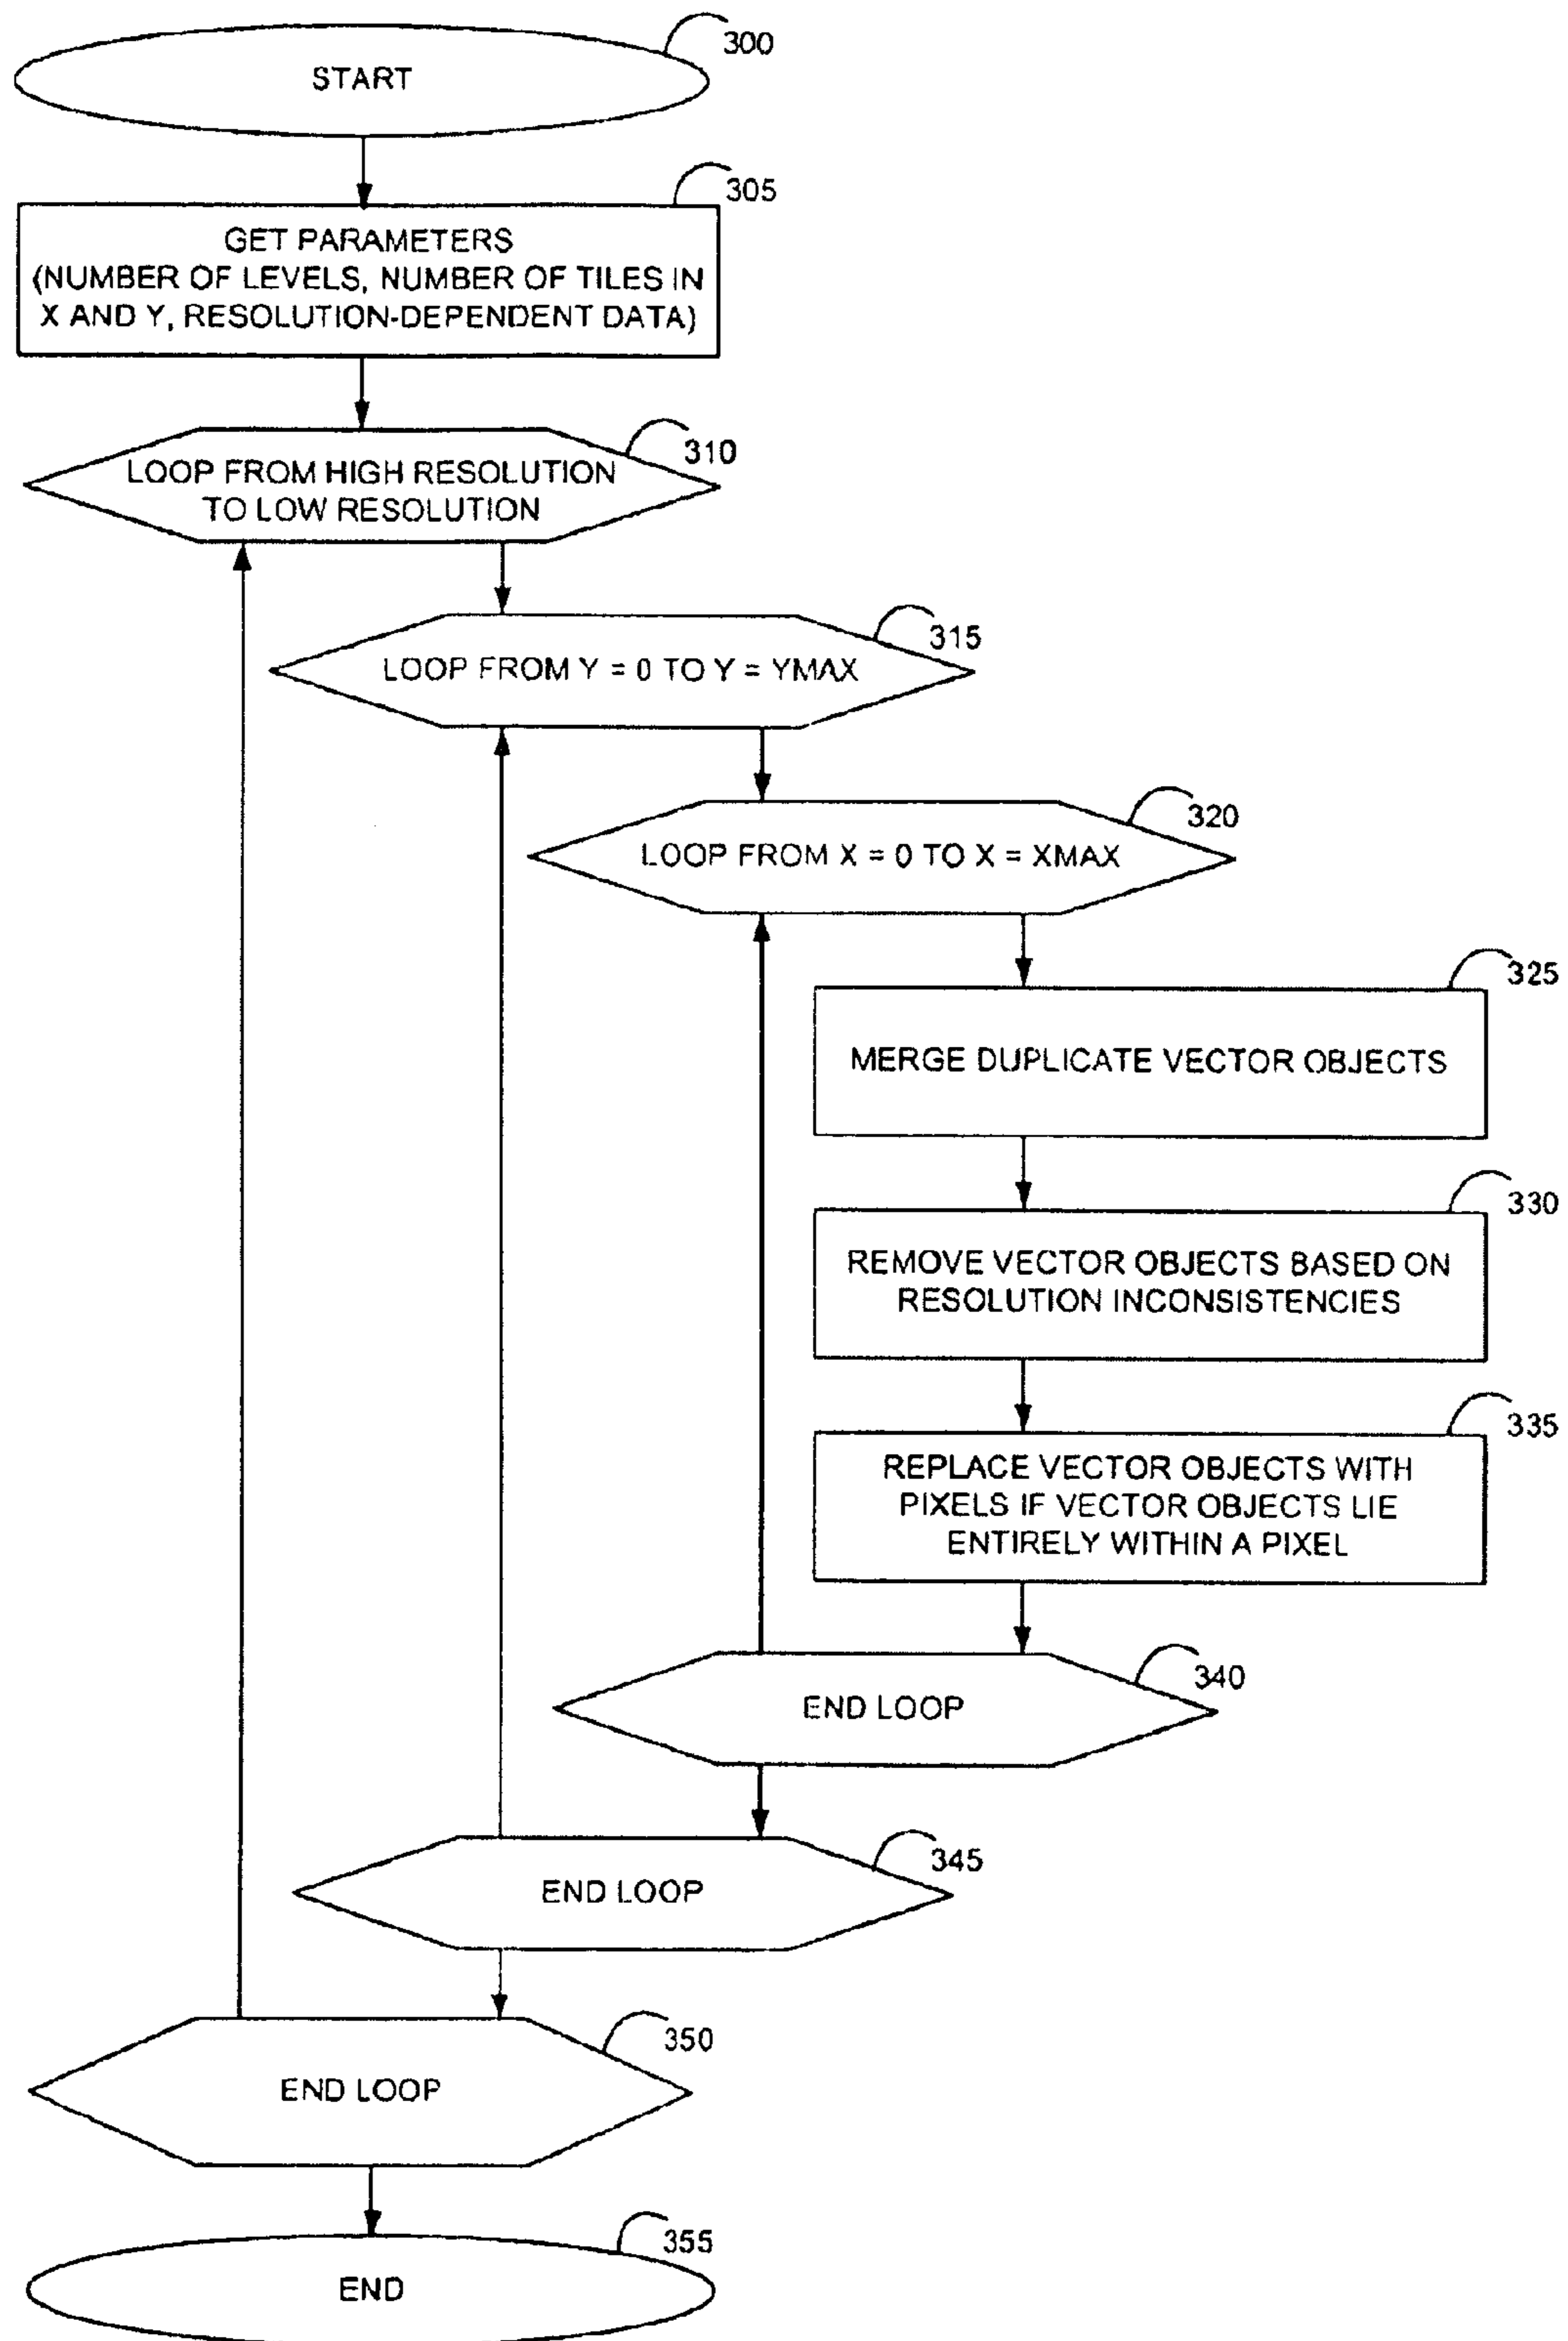 300
START
305
GET PARAMETERS
(NUMBER OF LEVELS, NUMBER OF TILES IN
X AND Y, RESOLUTION-DEPENDENT DATA)
310
LOOP FROM HIGH RESOLUTION
TO LOW RESOLUTION
315
LOOP FROM Y = 0 TO Y = YMAX
320
LOOP FROM X = 0 TO X = XMAX
325
MERGE DUPLICATE VECTOR OBJECTS
330
REMOVE VECTOR OBJECTS BASED ON
RESOLUTION INCONSISTENCIES
335
REPLACE VECTOR OBJECTS WITH
PIXELS IF VECTOR OBJECTS LIE
ENTIRELY WITHIN A PIXEL
340
END LOOP
345
END LOOP
350
END LOOP
355
END